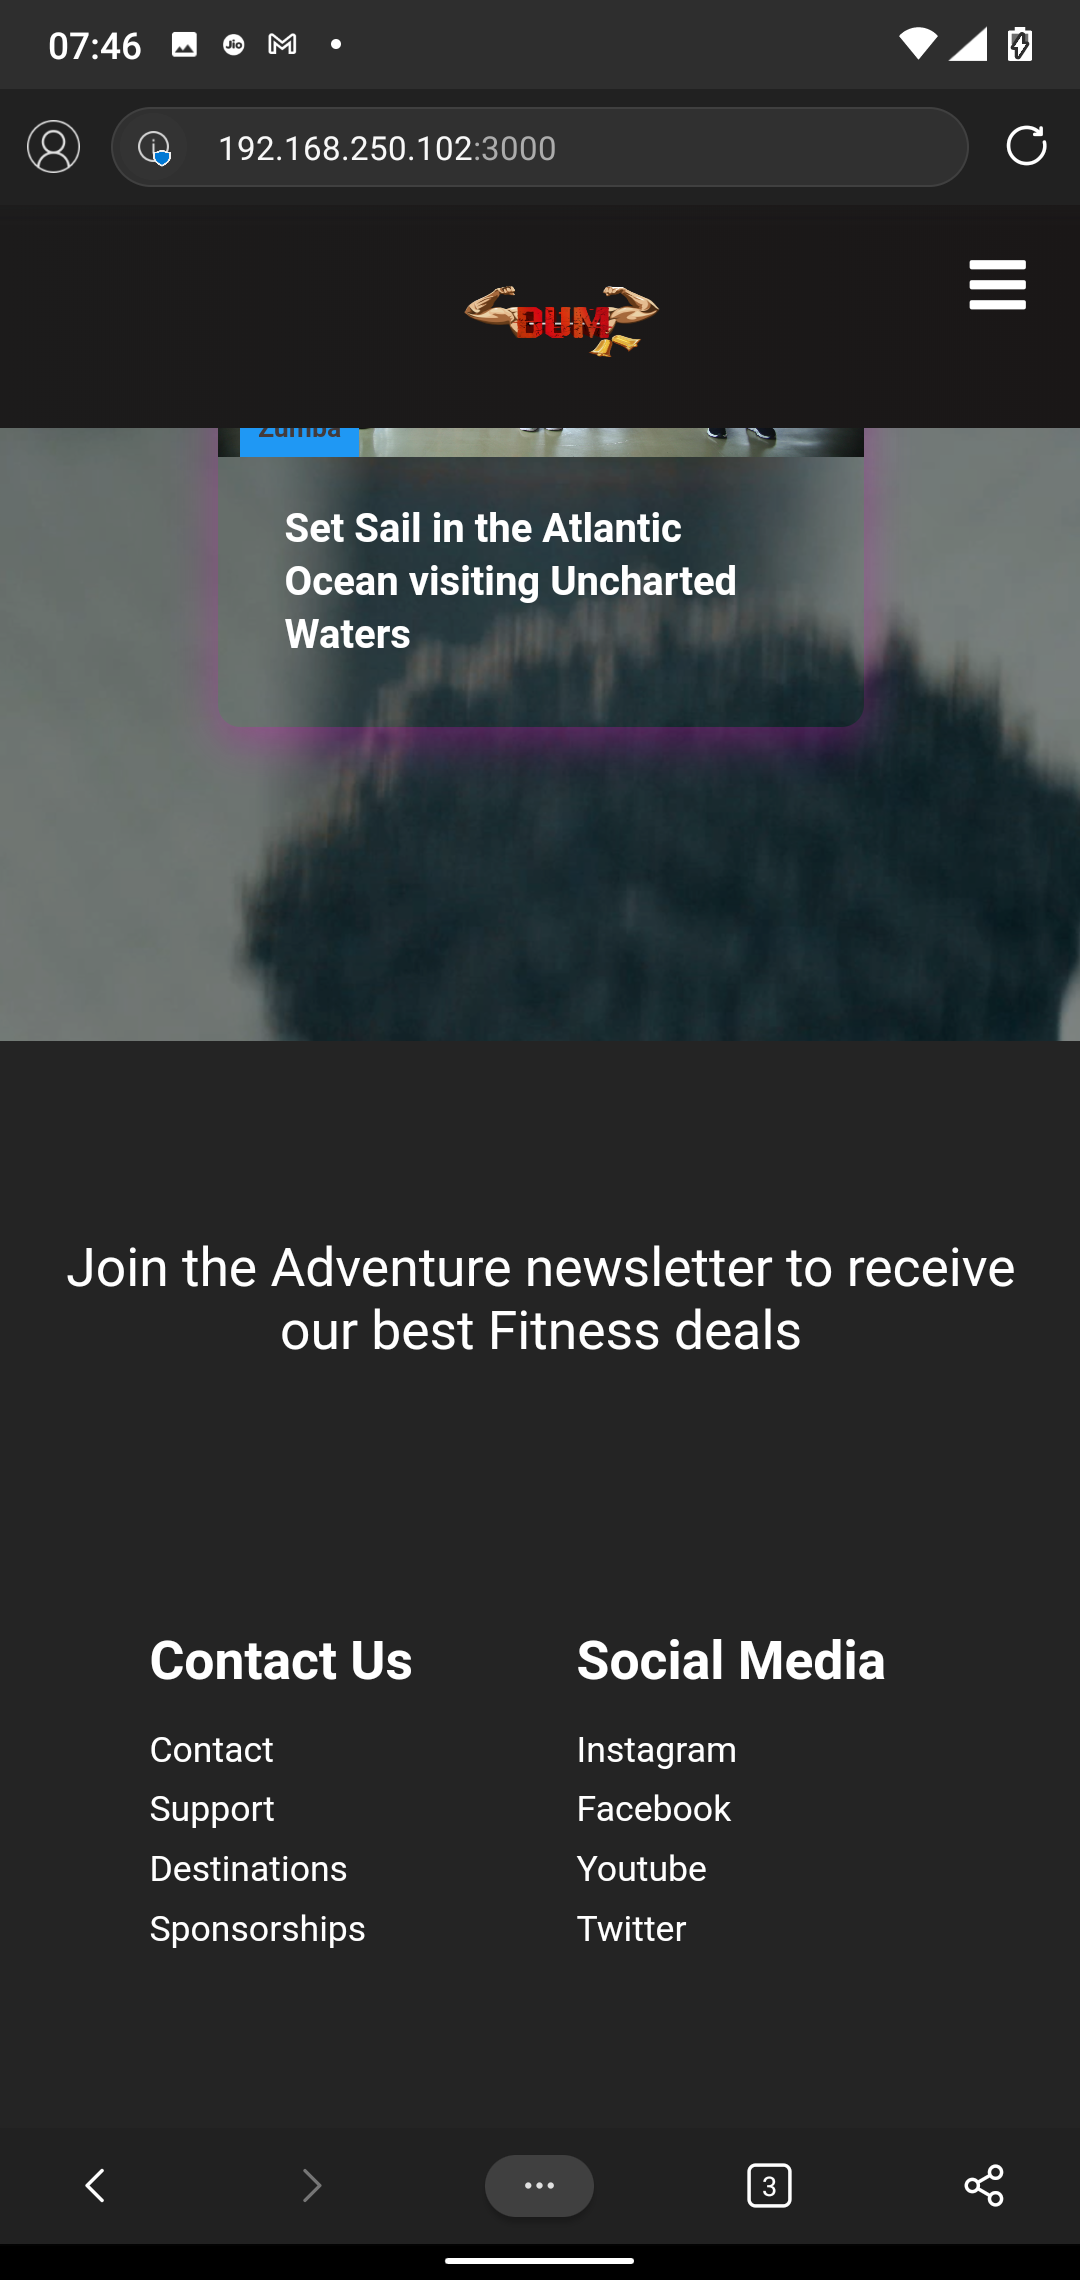 07:46
Jio
192.168.250.102:3000
BUM
Zumba
Set Sail in the Atlantic
Ocean visiting Uncharted
Waters
Join the Adventure newsletter to receive
our best Fitness deals
Contact Us
Contact
Support
Destinations
Sponsorships
Social Media
Instagram
Facebook
Youtube
Twitter
3